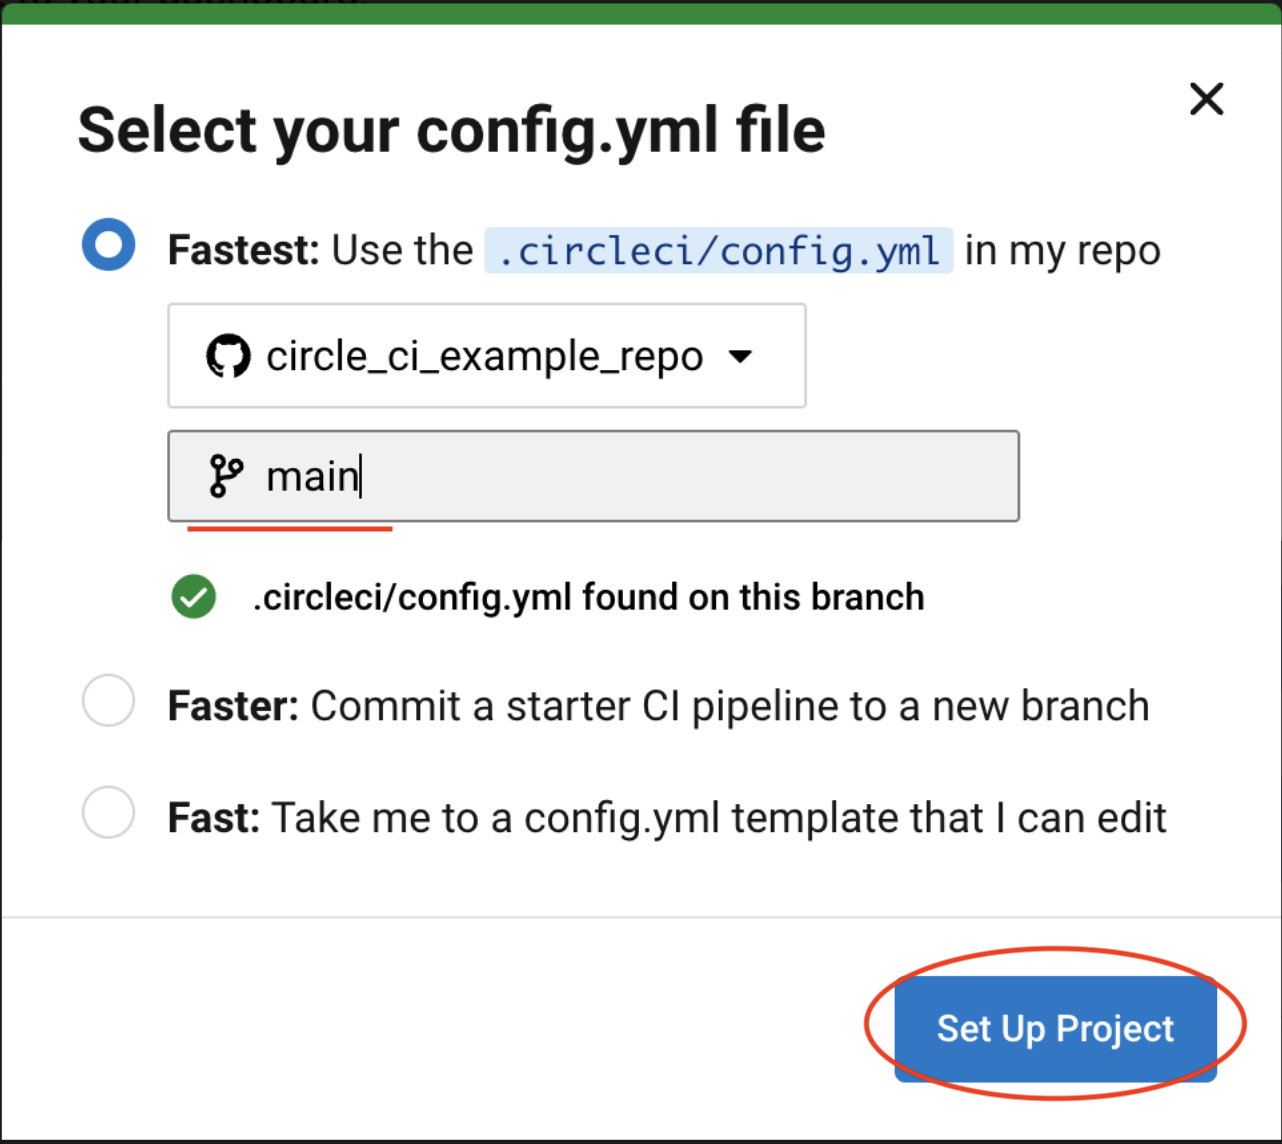 Select your config.yml file
Fastest: Use the .circleci/config.yml in my repo
circle_ci_example_repo
main
.circleci/config.yml found on this branch
Faster: Commit a starter CI pipeline to a new branch
Fast: Take me to a config.yml template that I can edit
Set Up Project